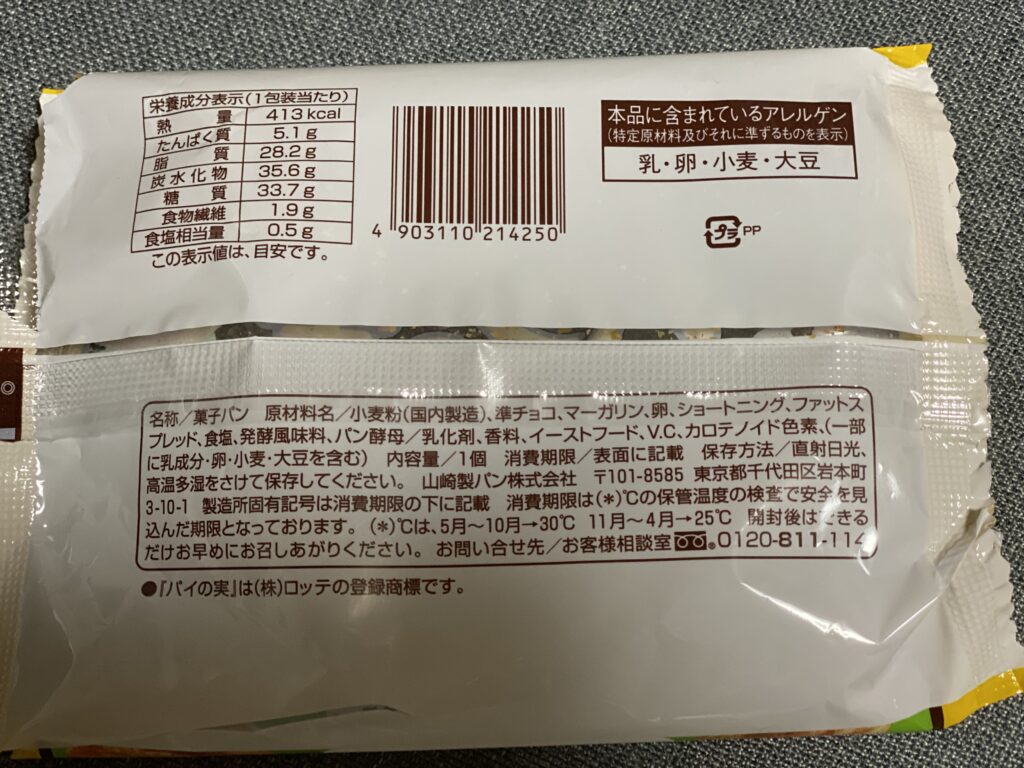 栄養成分表示(1包装当たり)
熱量 413kcal
たんぱく質 5.1g
脂質 28.2g
炭水化物 35.6g
糖質 33.7g
食物繊維 1.9g
食塩相当量 0.5g
この表示値は、目安です。
4 903110 214250
本品に含まれているアレルゲン
(特定原材料及びそれに準ずるものを表示)
乳・卵・小麦・大豆
プラ PP
名称/菓子パン 原材料名/小麦粉(国内製造)、準チョコ、マーガリン、卵、ショートニング、ファットス
プレッド、食塩、発酵風味料、パン酵母/乳化剤、香料、イーストフード、V.C、カロテノイド色素、(一部
に乳成分・卵・小麦・大豆を含む) 内容量/1個 消費期限/表面に記載 保存方法/直射日光、
高温多湿をさけて保存してください。 山崎製パン株式会社 〒101-8585 東京都千代田区岩本町
3-10-1 製造所固有記号は消費期限の下に記載 消費期限は(*)℃の保管温度の検査で安全を見
込んだ期限となっております。(*)℃は、5月~10月→30℃ 11月~4月→25℃ 開封後はできる
だけお早めにお召しあがりください。 お問い合せ先/お客様相談室 0120-811-114
●『パイの実』は(株)ロッテの登録商標です。